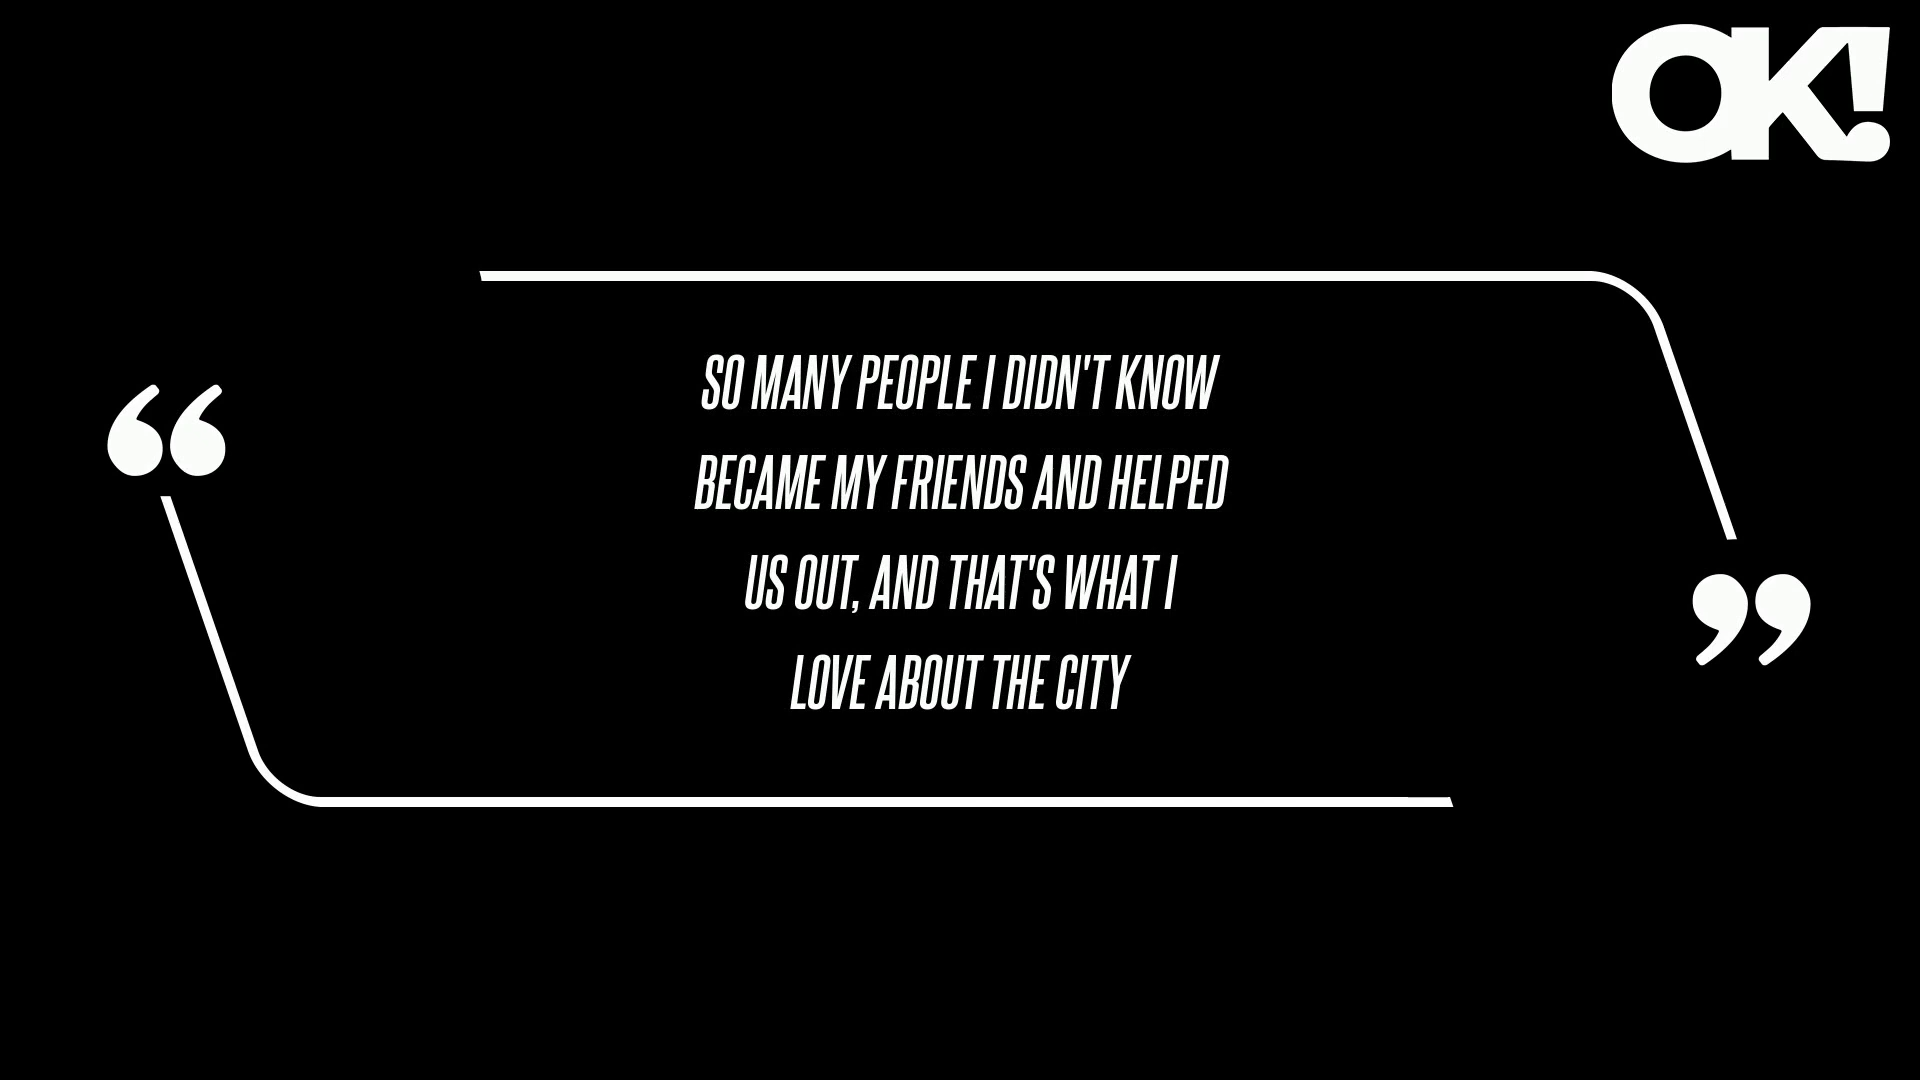 OK!
SO MANY PEOPLE I DIDN'T KNOW
BECAME MY FRIENDS AND HELPED
US OUT, AND THAT'S WHAT I
LOVE ABOUT THE CITY